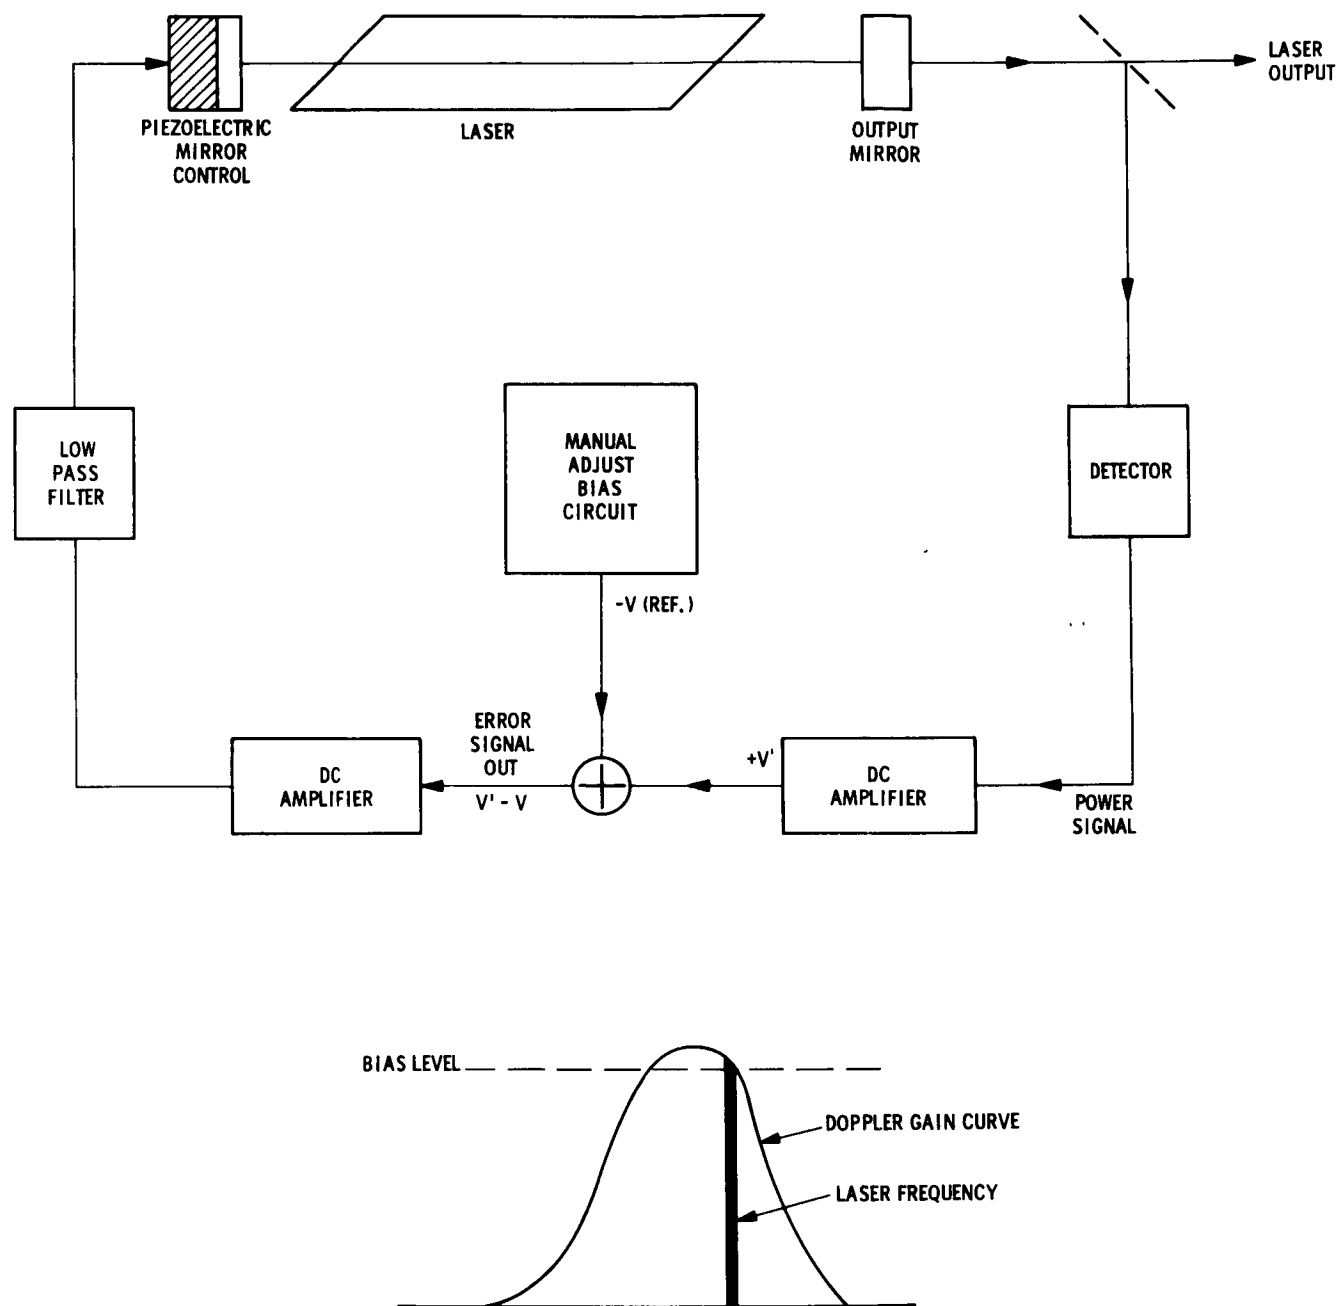 LASER
OUTPUT
PIEZOELECTRIC
MIRROR
CONTROL
LASER
OUTPUT
MIRROR
LOW
PASS
FILTER
MANUAL
ADJUST
BIAS
CIRCUIT
DETECTOR
-V (REF.)
ERROR
SIGNAL
OUT
V' - V
DC
AMPLIFIER
+V'
DC
AMPLIFIER
POWER
SIGNAL
BIAS LEVEL
DOPPLER GAIN CURVE
LASER FREQUENCY